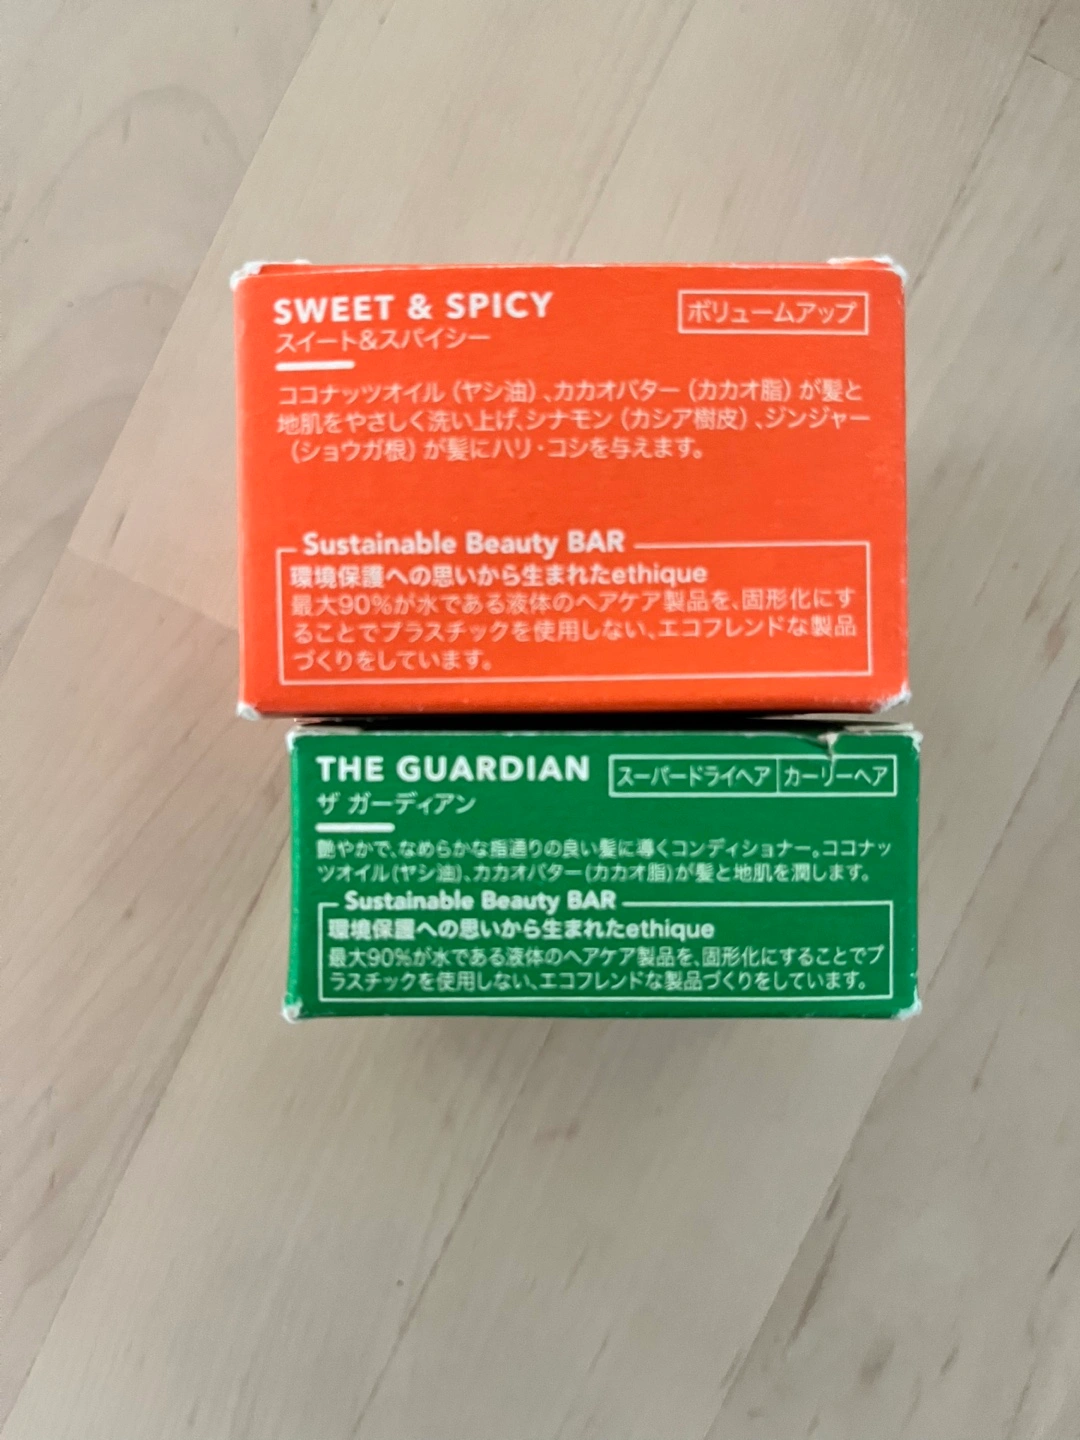 SWEET & SPICY
ボリュームアップ
スイート&スパイシー
ココナッツオイル（ヤシ油）、カカオバター（カカオ脂）が髪と
地肌をやさしく洗い上げ、シナモン（カシア樹皮）、ジンジャー
（ショウガ根）が髪にハリ・コシを与えます。
Sustainable Beauty BAR
環境保護への思いから生まれたethique
最大90%が水である液体のヘアケア製品を、固形化にす
ることでプラスチックを使用しない、エコフレンドな製品
づくりをしています。
THE GUARDIAN
スーパードライヘア カーリーヘア
ザ ガーディアン
艶やかで、なめらかな指通りの良い髪に導くコンディショナー。ココナッ
ツオイル(ヤシ油)、カカオバター(カカオ脂)が髪と地肌を潤します。
Sustainable Beauty BAR
環境保護への思いから生まれたethique
最大90%が水である液体のヘアケア製品を、固形化にすることでプ
ラスチックを使用しない、エコフレンドな製品づくりをしています。